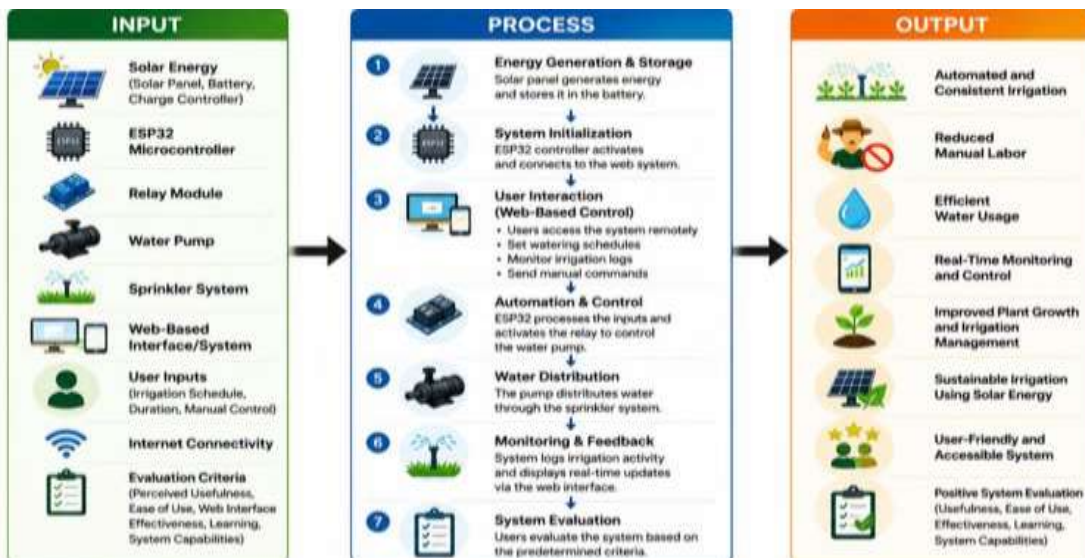 INPUT
Solar Energy
(Solar Panel, Battery,
Charge Controller)
ESP32
Microcontroller
Relay Module
Water Pump
Sprinkler System
Web-Based
Interface/System
User Inputs
(Irrigation Schedule,
Duration, Manual Control)
Internet Connectivity
Evaluation Criteria
(Perceived Usefulness,
Ease of Use, Web Interface
Effectiveness, Learning,
System Capabilities)
PROCESS
1
Energy Generation & Storage
Solar panel generates energy
and stores it in the battery.
2
ESP32
System Initialization
ESP32 controller activates
and connects to the web system.
3
User Interaction
(Web-Based Control)
• Users access the system remotely
• Set watering schedules
• Monitor irrigation logs
• Send manual commands
4
Automation & Control
ESP32 processes the inputs and
activates the relay to control
the water pump.
5
Water Distribution
The pump distributes water
through the sprinkler system.
6
Monitoring & Feedback
System logs irrigation activity
and displays real-time updates
via the web interface.
7
System Evaluation
Users evaluate the system based on
the predetermined criteria.
OUTPUT
Automated and
Consistent Irrigation
Reduced
Manual Labor
Efficient
Water Usage
Real-Time Monitoring
and Control
Improved Plant Growth
and Irrigation
Management
Sustainable Irrigation
Using Solar Energy
User-Friendly and
Accessible System
Positive System Evaluation
(Usefulness, Ease of Use,
Effectiveness, Learning,
System Capabilities)